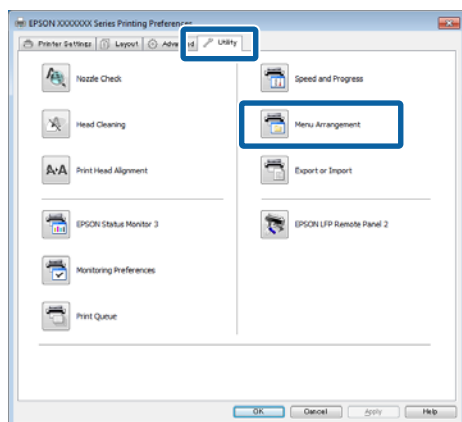 EPSON XXXXXXX Series Printing Preferences
Printer Settings Layout Utility
Nozzle Check
Speed and Progress
Head Cleaning
Menu Arrangement
Print Head Alignment
Export or Import
EPSON Status Monitor 3
EPSON LFP Remote Panel 2
Monitoring Preferences
Print Queue
OK Cancel Apply Help